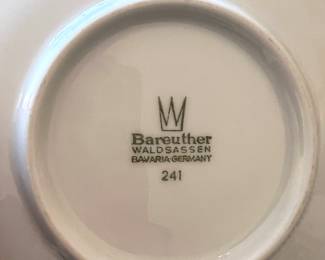 Bareuther
WALDSASSEN
BAVARIA GERMANY
241